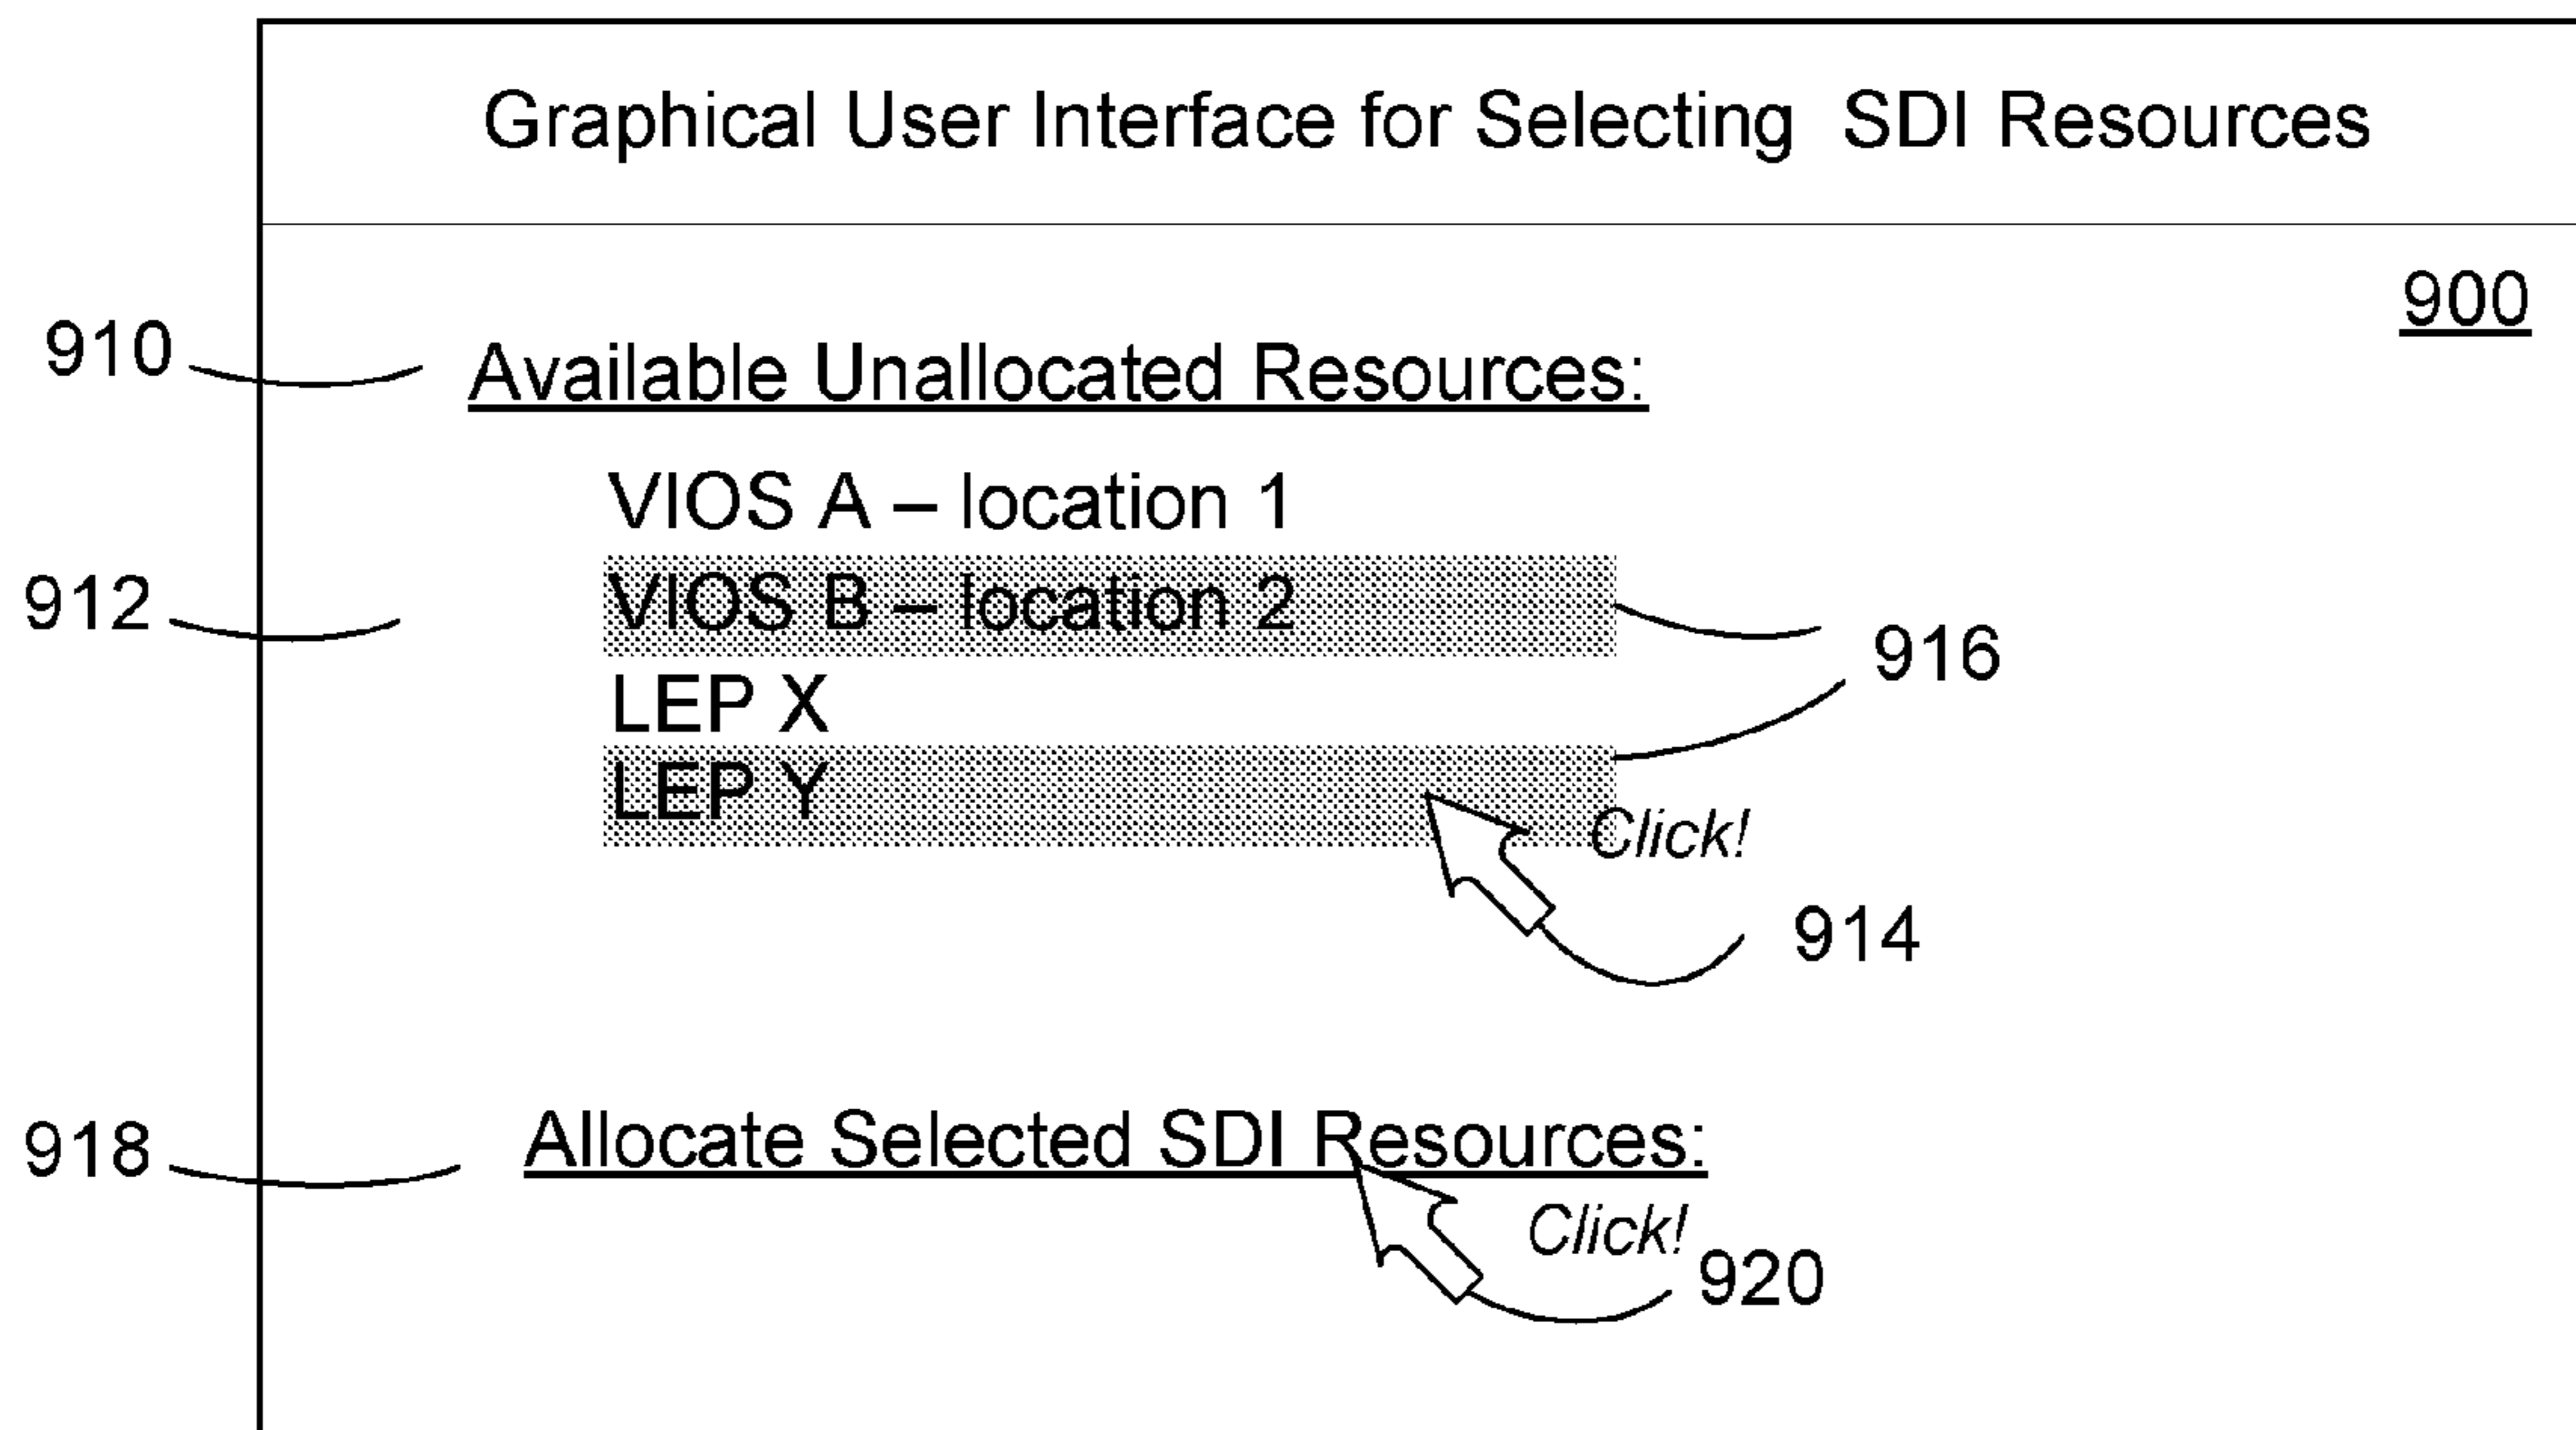 Graphical User Interface for Selecting SDI Resources
900
910 Available Unallocated Resources:
VIOS A – location 1
912 VIOS B – location 2
916
LEP X
LEP Y
Click!
914
918 Allocate Selected SDI Resources:
Click!
920